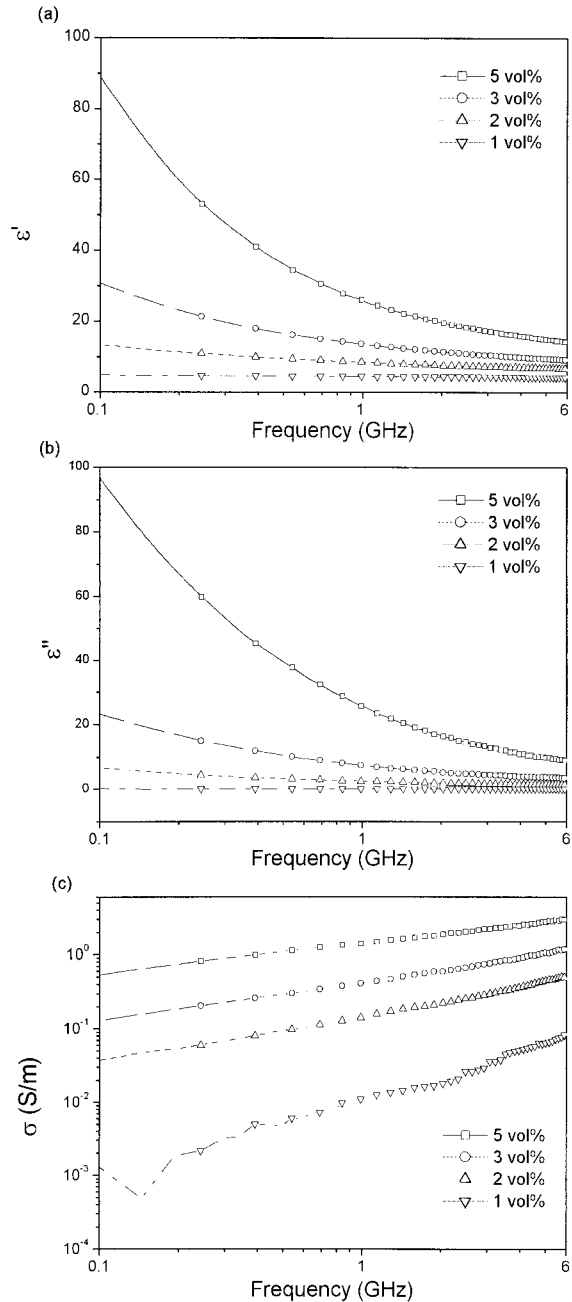 (a)
100
80
60
40
20
0
ε'
5 vol%
3 vol%
2 vol%
1 vol%
0.1
1
6
Frequency (GHz)
(b)
100
80
60
40
20
0
ε"
5 vol%
3 vol%
2 vol%
1 vol%
0.1
1
6
Frequency (GHz)
(c)
10⁰
10⁻¹
10⁻²
10⁻³
10⁻⁴
σ (S/m)
5 vol%
3 vol%
2 vol%
1 vol%
0.1
1
6
Frequency (GHz)